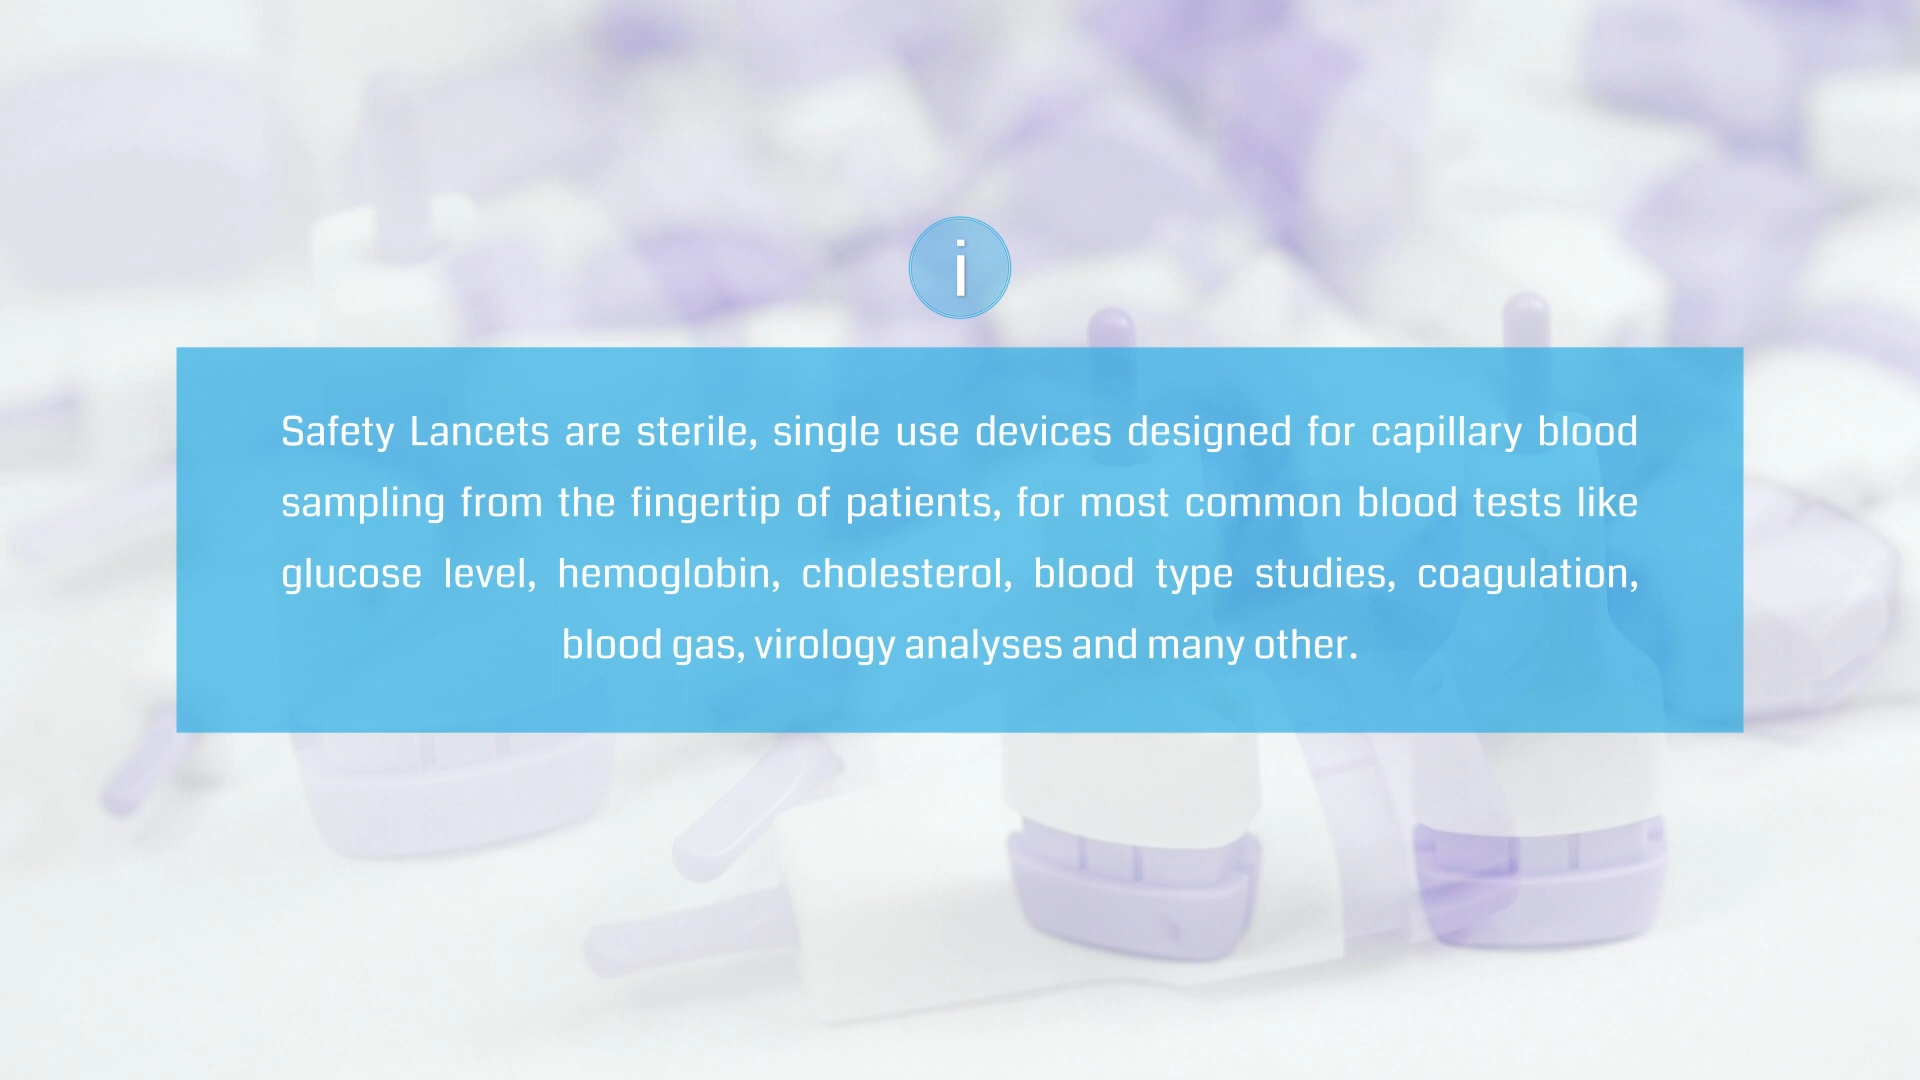 i
Safety Lancets are sterile, single use devices designed for capillary blood
sampling from the fingertip of patients, for most common blood tests like
glucose level, hemoglobin, cholesterol, blood type studies, coagulation,
blood gas, virology analyses and many other.